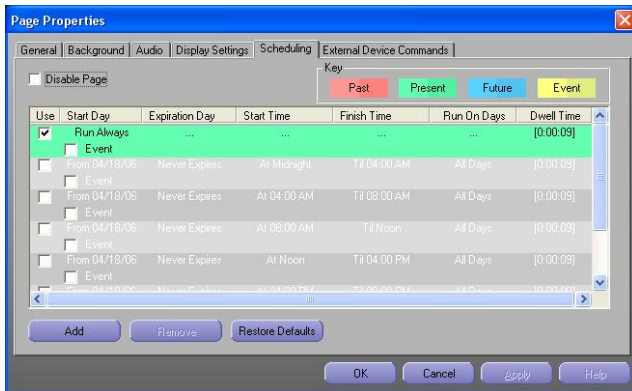 Page Properties
General Background Audio Display Settings Scheduling External Device Commands
Disable Page
Key
Past Present Future Event
Use Start Day Expiration Day Start Time Finish Time Run On Days Dwell Time
Run Always ... ... ... ... [0:00:09]
Event
From 04/18/06 Never Expires At Midnight Til 04:00 AM All Days [0:00:09]
Event
From 04/18/06 Never Expires At 04:00 AM Til 08:00 AM All Days [0:00:09]
Event
From 04/18/06 Never Expires At 08:00 AM Til Noon All Days [0:00:09]
Event
From 04/18/06 Never Expires At Noon Til 04:00 PM All Days [0:00:09]
Event
Add Remove Restore Defaults
OK Cancel Apply Help